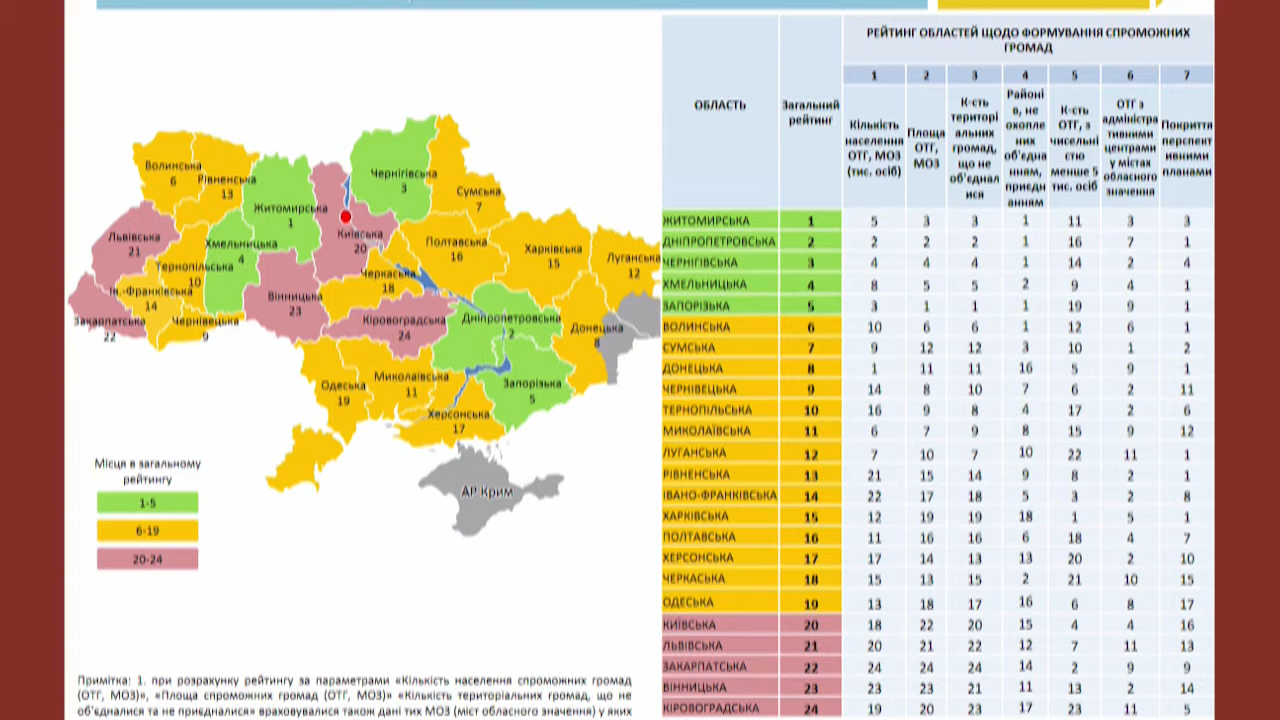 Волинська
6
Рівненська
13
Житомирська
1
Чернігівська
3
Сумська
7
Львівська
21
Хмельницька
4
Тернопільська
10
Київська
20
Полтавська
16
Харківська
15
Луганська
12
Черкаська
18
Ів.-Франківська
14
Вінницька
23
Закарпатська
22
Чернівецька
9
Кіровоградська
24
Дніпропетровська
2
Донецька
8
Одеська
19
Миколаївська
11
Запорізька
5
Херсонська
17
АР Крим
Місця в загальному
рейтингу
1-5
6-19
20-24
Примітка: 1. при розрахунку рейтингу за параметрами «Кількість населення спроможних громад
(ОТГ, МОЗ)», «Площа спроможних громад (ОТГ, МОЗ)» «Кількість територіальних громад, що не
об'єдналися та не приєдналися» враховувалися також дані тих МОЗ (міст обласного значення) у яких
РЕЙТИНГ ОБЛАСТЕЙ ЩОДО ФОРМУВАННЯ СПРОМОЖНИХ
ГРОМАД
1 2 3 4 5 6 7
ОБЛАСТЬ
Загальний
рейтинг
Кількість
населення
ОТГ, МОЗ
(тис. осіб)
Площа
ОТГ,
МОЗ
К-сть
територі
альних
громад,
що не
об'єднал
ися
Районі
в, не
охопле
них
об'єдна
нням,
приєдн
анням
К-сть
ОТГ, з
чисельні
стю
менше 5
тис. осіб
ОТГ з
адміністра
тивними
центрами
у містах
обласного
значення
Покриття
перспект
ивними
планами
ЖИТОМИРСЬКА 1 5 3 3 1 11 3 3
ДНІПРОПЕТРОВСЬКА 2 2 2 2 1 16 7 1
ЧЕРНІГІВСЬКА 3 4 4 4 1 14 2 4
ХМЕЛЬНИЦЬКА 4 8 5 5 2 9 4 1
ЗАПОРІЗЬКА 5 3 1 1 1 19 9 1
ВОЛИНСЬКА 6 10 6 6 1 12 6 1
СУМСЬКА 7 9 12 12 3 10 1 2
ДОНЕЦЬКА 8 1 11 11 16 5 9 1
ЧЕРНІВЕЦЬКА 9 14 8 10 7 6 2 11
ТЕРНОПІЛЬСЬКА 10 16 9 8 4 17 2 6
МИКОЛАЇВСЬКА 11 6 7 9 8 15 9 12
ЛУГАНСЬКА 12 7 10 7 10 22 11 1
РІВНЕНСЬКА 13 21 15 14 9 8 2 1
ІВАНО-ФРАНКІВСЬКА 14 22 17 18 5 3 2 8
ХАРКІВСЬКА 15 12 19 19 18 1 5 1
ПОЛТАВСЬКА 16 11 16 16 6 18 4 7
ХЕРСОНСЬКА 17 17 14 13 13 20 2 10
ЧЕРКАСЬКА 18 15 13 15 2 21 10 15
ОДЕСЬКА 19 13 18 17 16 6 8 17
КИЇВСЬКА 20 18 22 20 15 4 4 16
ЛЬВІВСЬКА 21 20 21 22 12 7 11 13
ЗАКАРПАТСЬКА 22 24 24 24 14 2 9 9
ВІННИЦЬКА 23 23 23 21 11 13 2 14
КІРОВОГРАДСЬКА 24 19 20 23 17 23 11 5